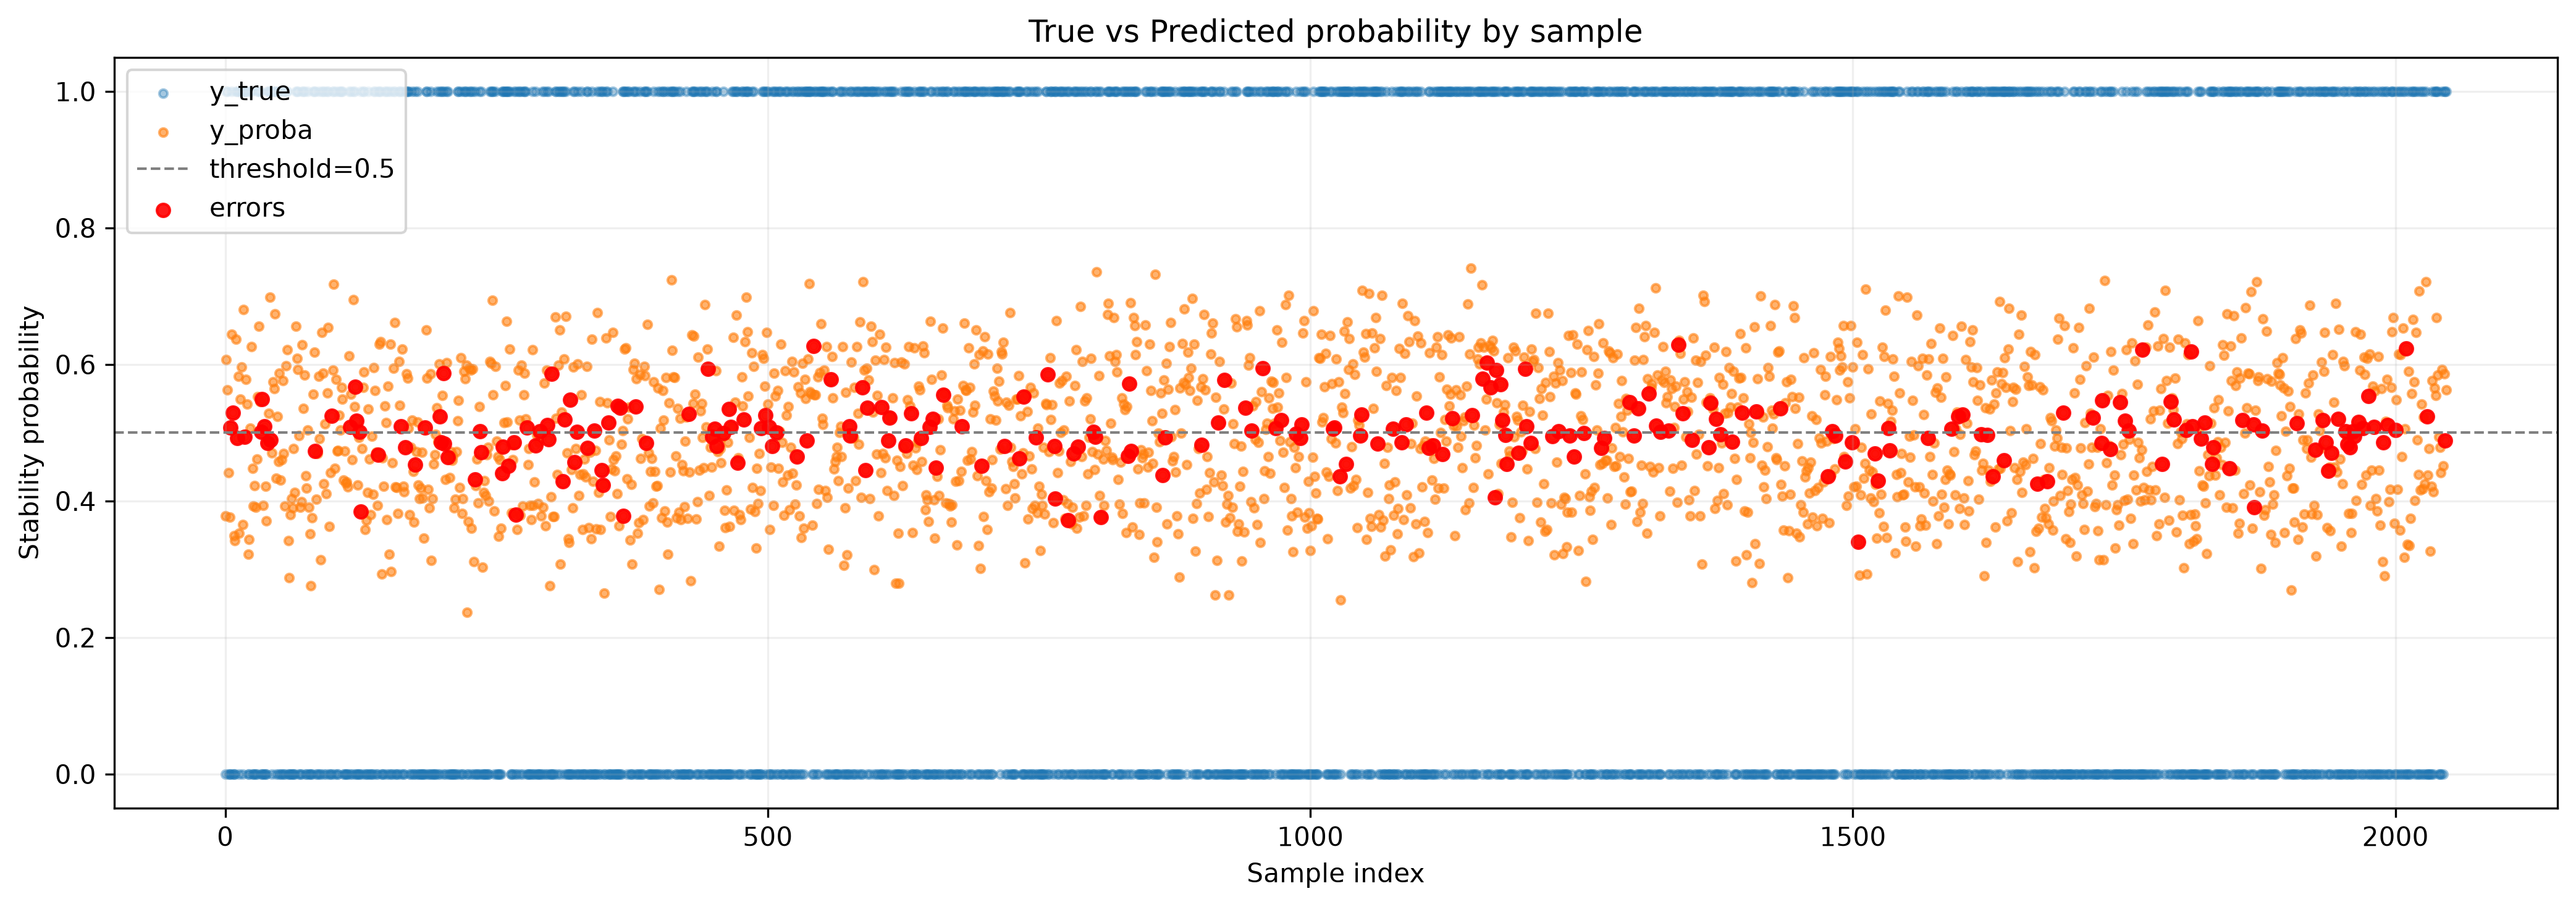 True vs Predicted probability by sample
y_true
y_proba
threshold=0.5
errors
Stability probability
1.0
0.8
0.6
0.4
0.2
0.0
0 500 1000 1500 2000
Sample index